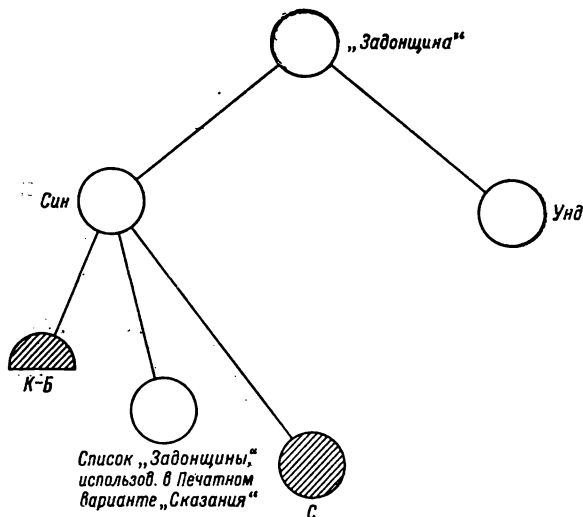 „Задонщина“
Син
Унд
К-Б
Список „Задонщины,“
использов. в Печатном
варианте „Сказания“
С